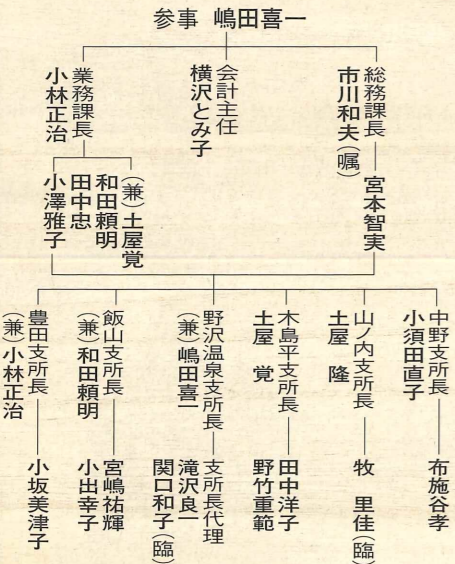 参事 嶋田喜一
総務課長
市川和夫(嘱)
宮本智実
会計主任
横沢とみ子
業務課長
小林正治
(兼)土屋覚
和田頼明
田中忠
小澤雅子
中野支所長
小須田直子
布施谷孝
山ノ内支所長
土屋 隆
牧 里佳(臨)
木島平支所長
土屋 覚
田中洋子
野竹重範
野沢温泉支所長
(兼)嶋田喜一
支所長代理
滝沢良一
関口和子(臨)
飯山支所長
(兼)和田頼明
宮嶋祐輝
小出幸子
豊田支所長
(兼)小林正治
小坂美津子